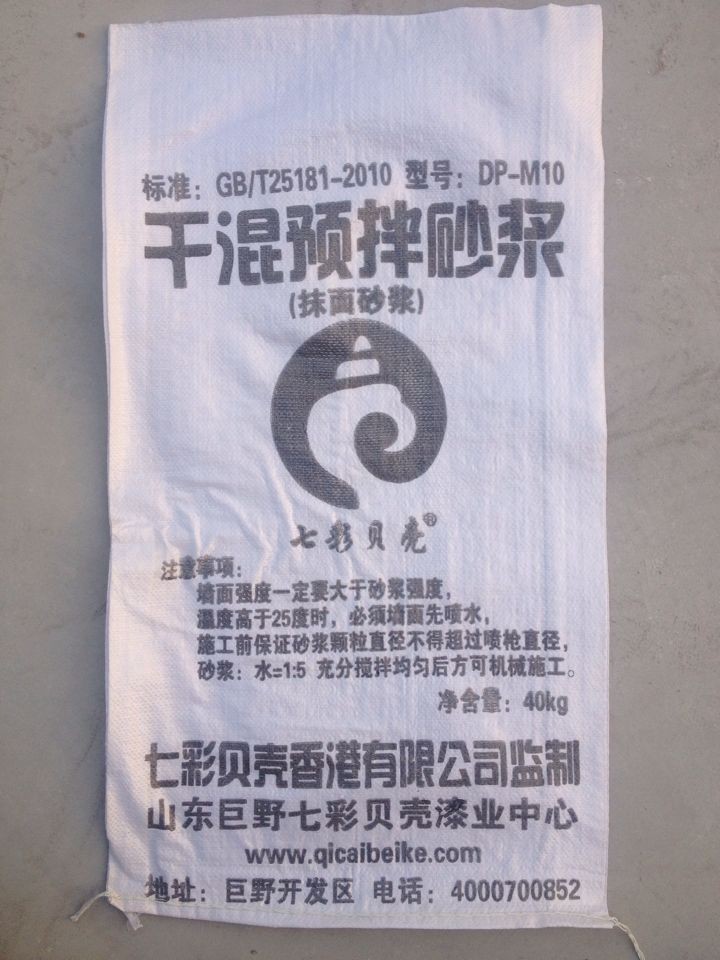 标准：GB/T25181-2010 型号：DP-M10
干混预拌砂浆
(抹面砂浆)
七彩贝壳®
注意事项：
墙面强度一定要大于砂浆强度，
温度高于25度时，必须墙面先喷水，
施工前保证砂浆颗粒直径不得超过喷枪直径，
砂浆：水=1:5 充分搅拌均匀后方可机械施工。
净含量：40kg
七彩贝壳香港有限公司监制
山东巨野七彩贝壳漆业中心
www.qicaibeike.com
地址：巨野开发区 电话：4000700852